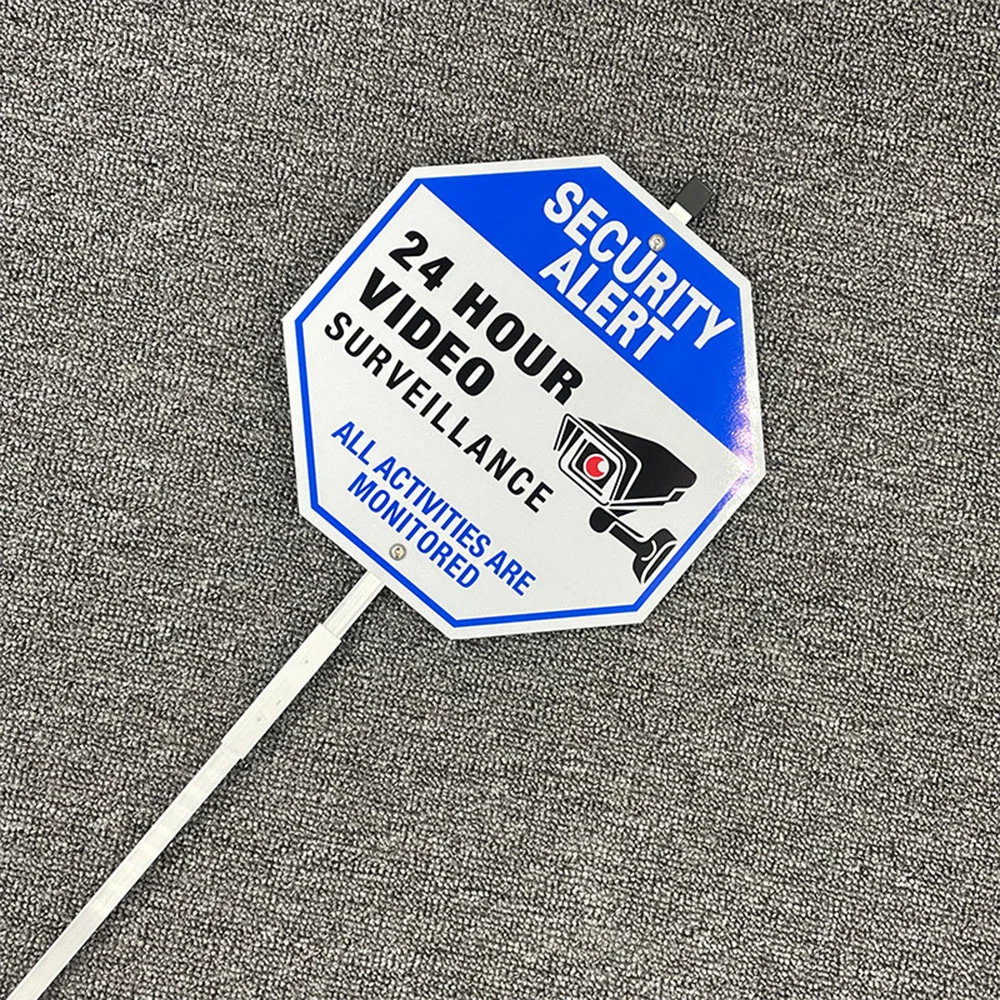 SECURITY
ALERT
24 HOUR
VIDEO
SURVEILLANCE
ALL ACTIVITIES ARE
MONITORED